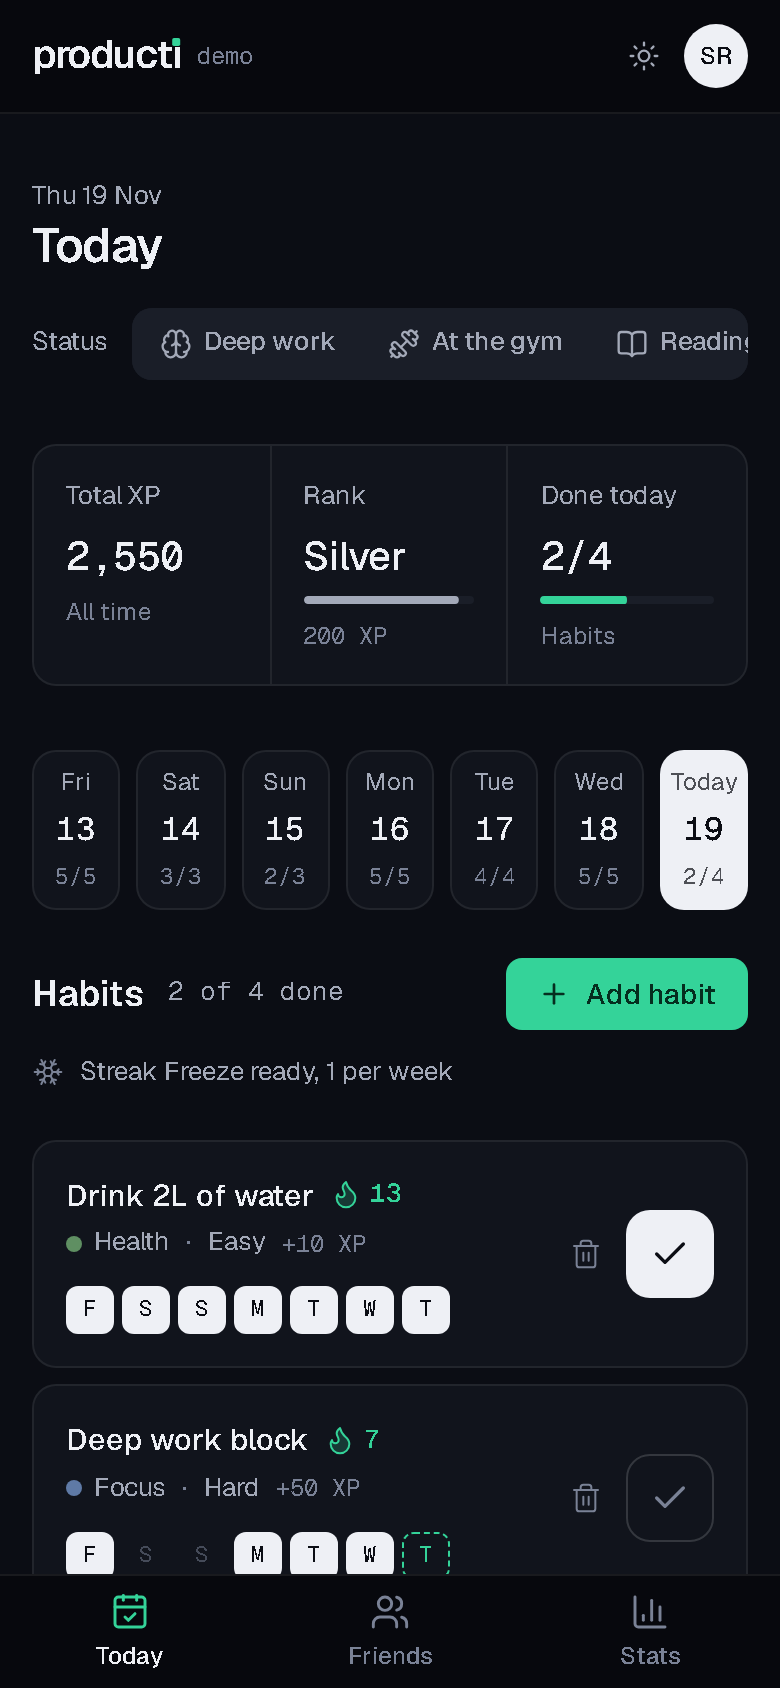 producti demo
SR
Thu 19 Nov
Today
Status
Deep work
At the gym
Reading
Total XP
2,550
All time
Rank
Silver
200 XP
Done today
2/4
Habits
Fri
13
5/5
Sat
14
3/3
Sun
15
2/3
Mon
16
5/5
Tue
17
4/4
Wed
18
5/5
Today
19
2/4
Habits 2 of 4 done
Add habit
Streak Freeze ready, 1 per week
Drink 2L of water 13
Health · Easy +10 XP
F S S M T W T
Deep work block 7
Focus · Hard +50 XP
F S S M T W T
Today
Friends
Stats